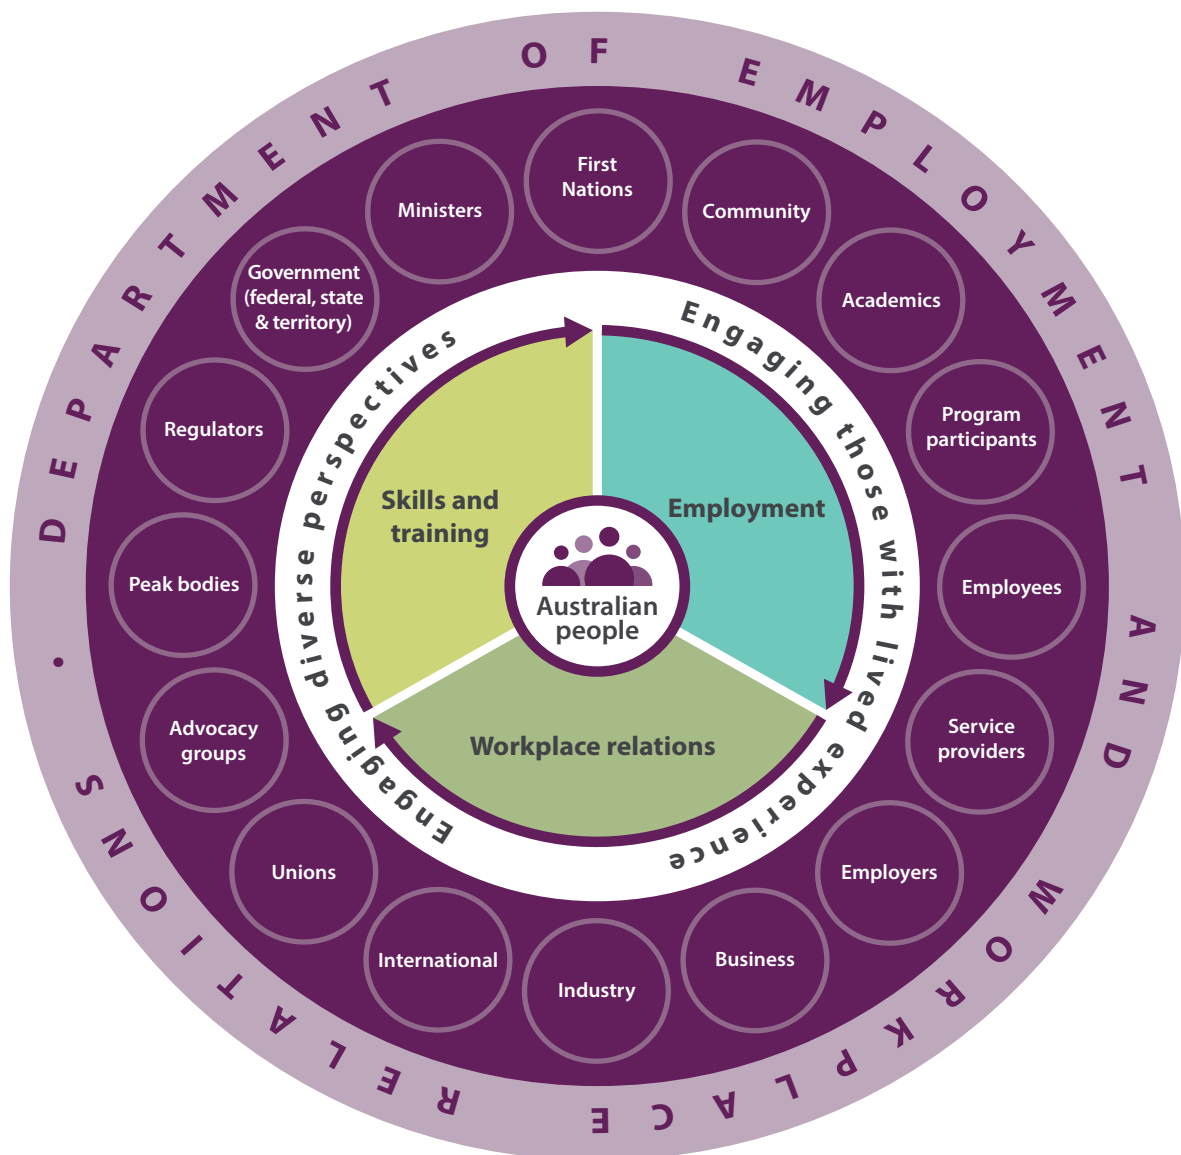 DEPARTMENT OF EMPLOYMENT AND WORKPLACE RELATIONS •
First
Nations
Community
Academics
Program
participants
Employees
Service
providers
Employers
Business
Industry
International
Unions
Advocacy
groups
Peak bodies
Regulators
Government
(federal, state
& territory)
Ministers
Engaging those with lived experience
Engaging diverse perspectives
Employment
Workplace relations
Skills and
training
Australian
people